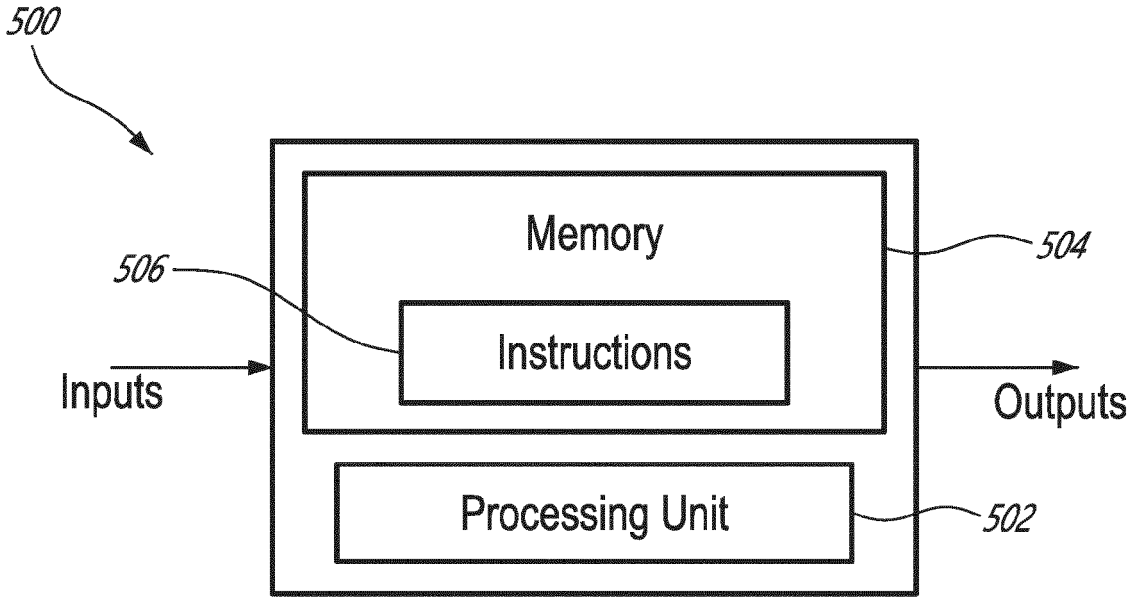 500
Memory
504
506
Instructions
Inputs
Outputs
Processing Unit
502